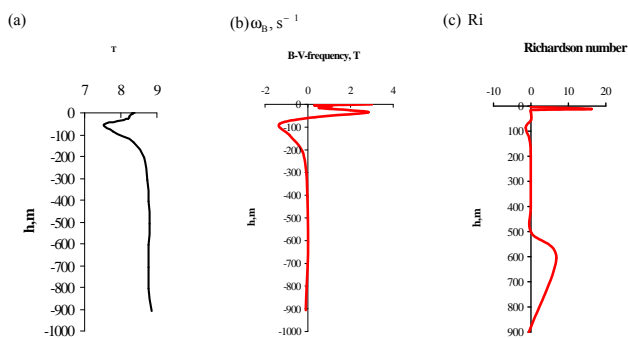 (a)
T
7 8 9
0
-100
-200
-300
-400
-500
-600
-700
-800
-900
-1000
h,m
(b) ω_B, s⁻¹
B-V-frequency, T
-2 0 2 4
0
-100
-200
-300
-400
-500
-600
-700
-800
-900
-1000
h,m
(c) Ri
Richardson number
-10 0 10 20
0
100
200
300
400
500
600
700
800
900
h,m